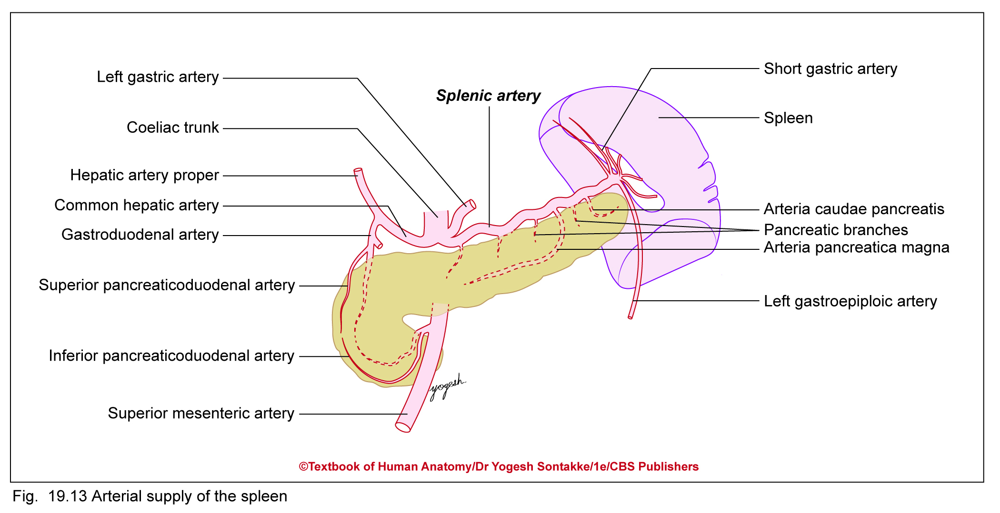 Left gastric artery
Coeliac trunk
Hepatic artery proper
Common hepatic artery
Gastroduodenal artery
Superior pancreaticoduodenal artery
Inferior pancreaticoduodenal artery
Superior mesenteric artery
Splenic artery
Short gastric artery
Spleen
Arteria caudae pancreatis
Pancreatic branches
Arteria pancreatica magna
Left gastroepiploic artery
yogesh
©Textbook of Human Anatomy/Dr Yogesh Sontakke/1e/CBS Publishers
Fig. 19.13 Arterial supply of the spleen